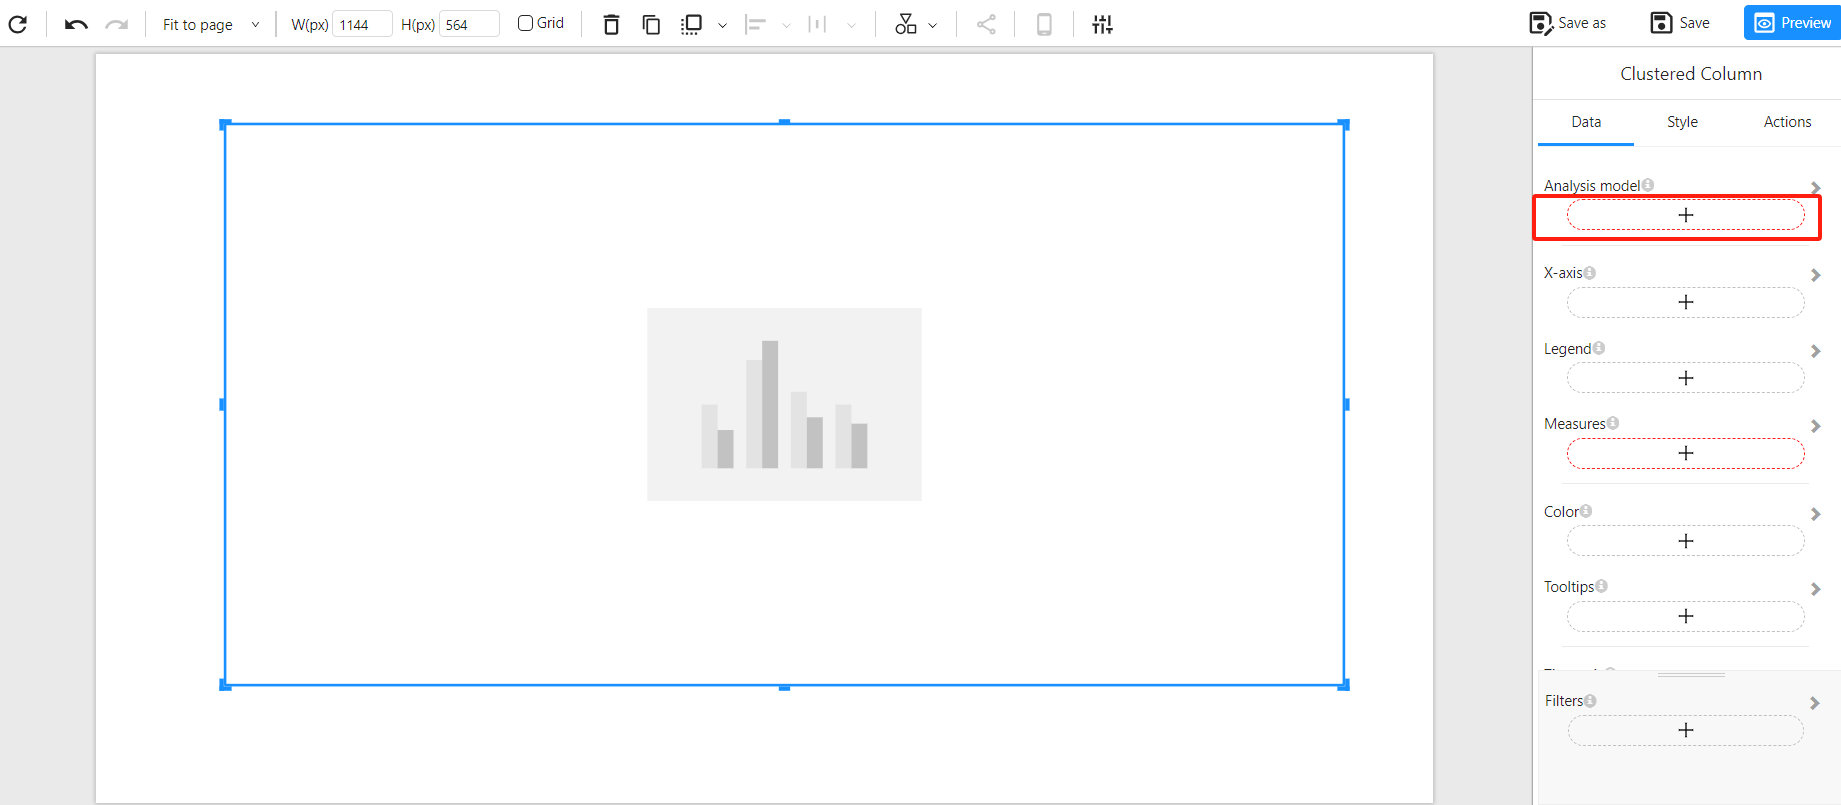 Fit to page W(px) 1144 H(px) 564 Grid Save as Save Preview
Clustered Column
Data Style Actions
Analysis model
X-axis
Legend
Measures
Color
Tooltips
Filters